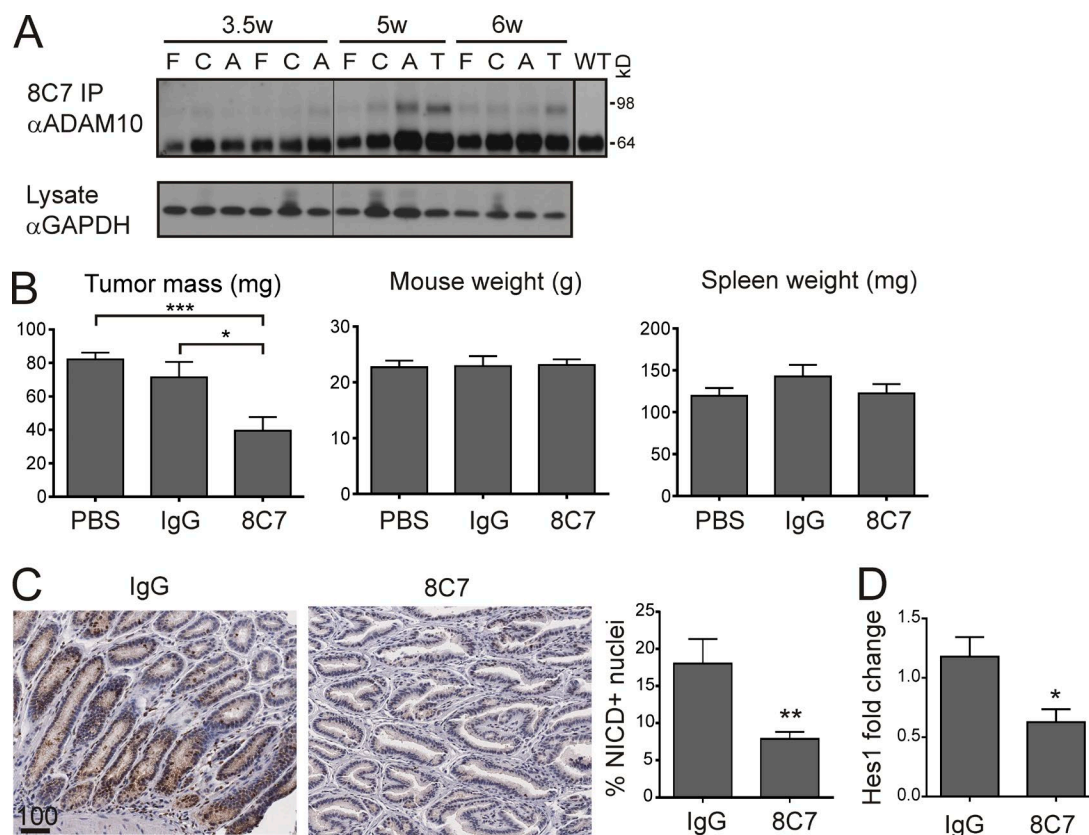 A
3.5w 5w 6w
F C A F C A F C A T F C A T WT kD
8C7 IP
αADAM10
-98
-64
Lysate
αGAPDH
B
Tumor mass (mg)
***
*
100
80
60
40
20
0
PBS IgG 8C7
Mouse weight (g)
30
20
10
0
PBS IgG 8C7
Spleen weight (mg)
200
150
100
50
0
PBS IgG 8C7
C
IgG
100
8C7
% NICD+ nuclei
25
20
15
10
5
0
**
IgG 8C7
D
Hes1 fold change
1.5
1.0
0.5
0.0
*
IgG 8C7